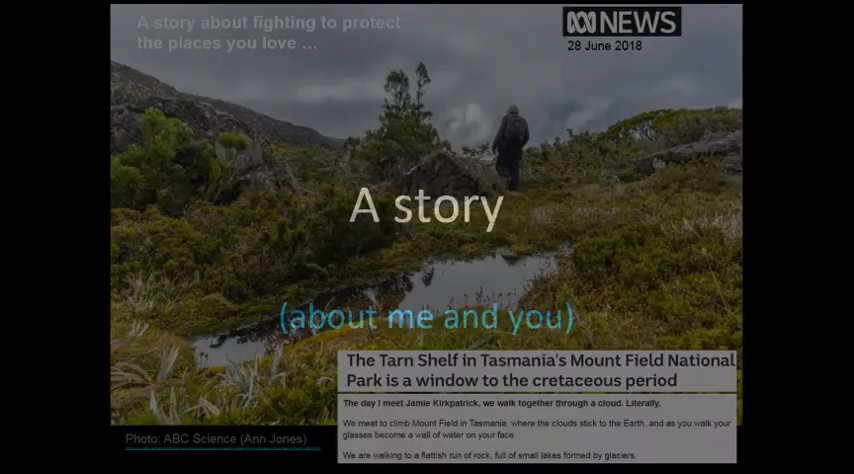 A story about fighting to protect
the places you love ...
ABC NEWS
28 June 2018
A story
(about me and you)
The Tarn Shelf in Tasmania's Mount Field National
Park is a window to the cretaceous period
The day I meet Jamie Kirkpatrick, we walk together through a cloud. Literally.
We meet to climb Mount Field in Tasmania, where the clouds stick to the Earth, and as you walk your
glasses become a wall of water on your face
We are walking to a flattish run of rock, full of small lakes formed by glaciers.
Photo: ABC Science (Ann Jones)